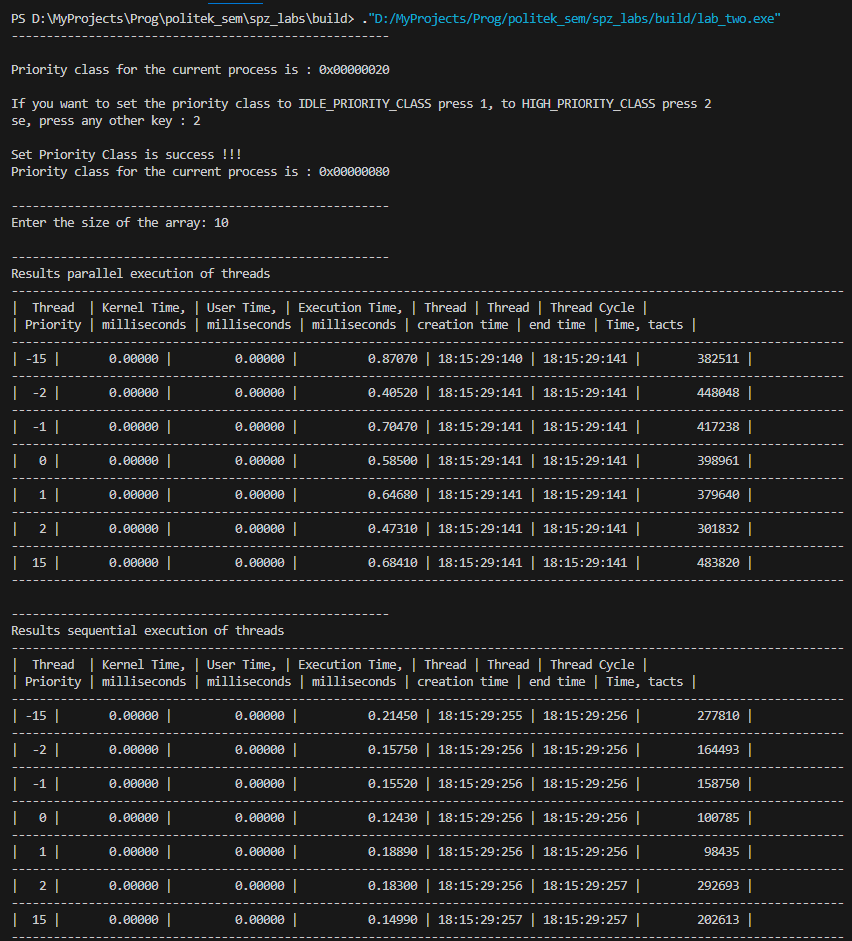 PS D:\MyProjects\Prog\politek_sem\spz_labs\build> ."D:/MyProjects/Prog/politek_sem/spz_labs/build/lab_two.exe"
------------------------------------------------------
Priority class for the current process is : 0x00000020
If you want to set the priority class to IDLE_PRIORITY_CLASS press 1, to HIGH_PRIORITY_CLASS press 2
se, press any other key : 2
Set Priority Class is success !!!
Priority class for the current process is : 0x00000080
------------------------------------------------------
Enter the size of the array: 10
------------------------------------------------------
Results parallel execution of threads
-----------------------------------------------------------------------------------------------------------------------
|  Thread  | Kernel Time, | User Time, | Execution Time, | Thread | Thread | Thread Cycle |
| Priority | milliseconds | milliseconds | milliseconds | creation time | end time | Time, tacts |
-----------------------------------------------------------------------------------------------------------------------
| -15 |       0.00000 |         0.00000 |          0.87070 | 18:15:29:140 | 18:15:29:141 |        382511 |
-----------------------------------------------------------------------------------------------------------------------
|  -2 |       0.00000 |         0.00000 |          0.40520 | 18:15:29:141 | 18:15:29:141 |        448048 |
-----------------------------------------------------------------------------------------------------------------------
|  -1 |       0.00000 |         0.00000 |          0.70470 | 18:15:29:141 | 18:15:29:141 |        417238 |
-----------------------------------------------------------------------------------------------------------------------
|   0 |       0.00000 |         0.00000 |          0.58500 | 18:15:29:141 | 18:15:29:141 |        398961 |
-----------------------------------------------------------------------------------------------------------------------
|   1 |       0.00000 |         0.00000 |          0.64680 | 18:15:29:141 | 18:15:29:141 |        379640 |
-----------------------------------------------------------------------------------------------------------------------
|   2 |       0.00000 |         0.00000 |          0.47310 | 18:15:29:141 | 18:15:29:141 |        301832 |
-----------------------------------------------------------------------------------------------------------------------
|  15 |       0.00000 |         0.00000 |          0.68410 | 18:15:29:141 | 18:15:29:141 |        483820 |
-----------------------------------------------------------------------------------------------------------------------
------------------------------------------------------
Results sequential execution of threads
-----------------------------------------------------------------------------------------------------------------------
|  Thread  | Kernel Time, | User Time, | Execution Time, | Thread | Thread | Thread Cycle |
| Priority | milliseconds | milliseconds | milliseconds | creation time | end time | Time, tacts |
-----------------------------------------------------------------------------------------------------------------------
| -15 |       0.00000 |         0.00000 |          0.21450 | 18:15:29:255 | 18:15:29:256 |        277810 |
-----------------------------------------------------------------------------------------------------------------------
|  -2 |       0.00000 |         0.00000 |          0.15750 | 18:15:29:256 | 18:15:29:256 |        164493 |
-----------------------------------------------------------------------------------------------------------------------
|  -1 |       0.00000 |         0.00000 |          0.15520 | 18:15:29:256 | 18:15:29:256 |        158750 |
-----------------------------------------------------------------------------------------------------------------------
|   0 |       0.00000 |         0.00000 |          0.12430 | 18:15:29:256 | 18:15:29:256 |        100785 |
-----------------------------------------------------------------------------------------------------------------------
|   1 |       0.00000 |         0.00000 |          0.18890 | 18:15:29:256 | 18:15:29:256 |         98435 |
-----------------------------------------------------------------------------------------------------------------------
|   2 |       0.00000 |         0.00000 |          0.18300 | 18:15:29:256 | 18:15:29:257 |        292693 |
-----------------------------------------------------------------------------------------------------------------------
|  15 |       0.00000 |         0.00000 |          0.14990 | 18:15:29:257 | 18:15:29:257 |        202613 |
-----------------------------------------------------------------------------------------------------------------------